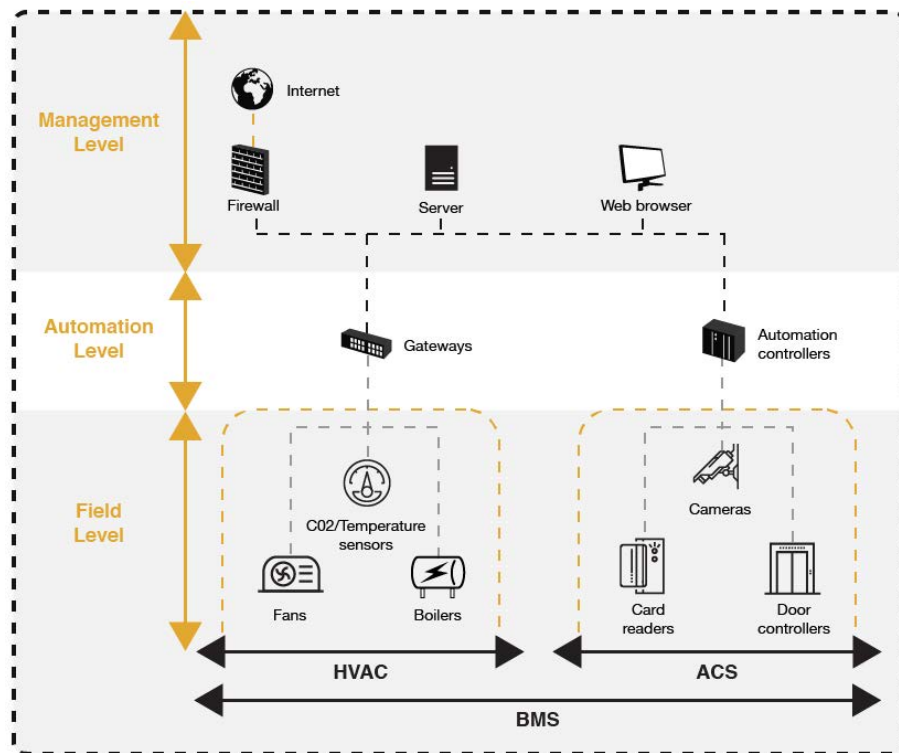 Internet
Management
Level
Firewall
Server
Web browser
Automation
Level
Gateways
Automation
controllers
Field
Level
C02/Temperature
sensors
Cameras
Fans
Boilers
Card
readers
Door
controllers
HVAC
ACS
BMS